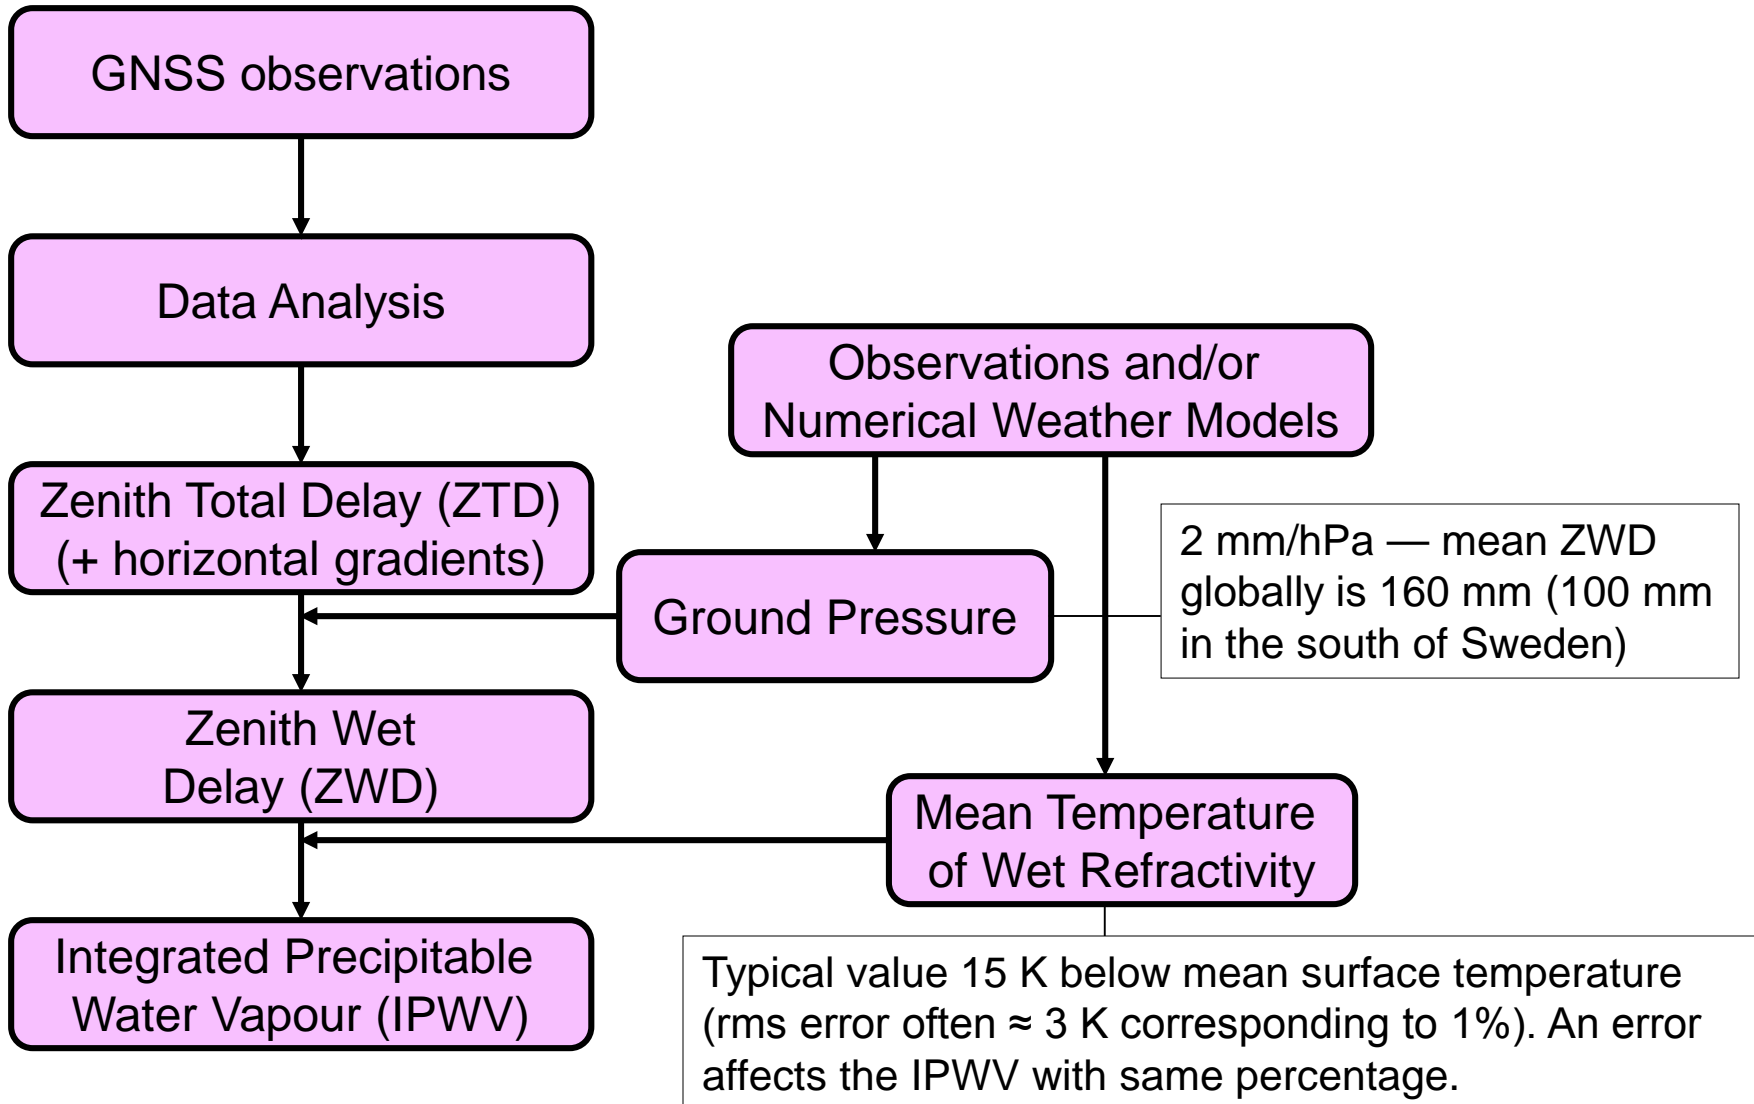 GNSS observations
Data Analysis
Observations and/or
Numerical Weather Models
Zenith Total Delay (ZTD)
(+ horizontal gradients)
Ground Pressure
2 mm/hPa — mean ZWD
globally is 160 mm (100 mm
in the south of Sweden)
Zenith Wet
Delay (ZWD)
Mean Temperature
of Wet Refractivity
Integrated Precipitable
Water Vapour (IPWV)
Typical value 15 K below mean surface temperature
(rms error often ≈ 3 K corresponding to 1%). An error
affects the IPWV with same percentage.